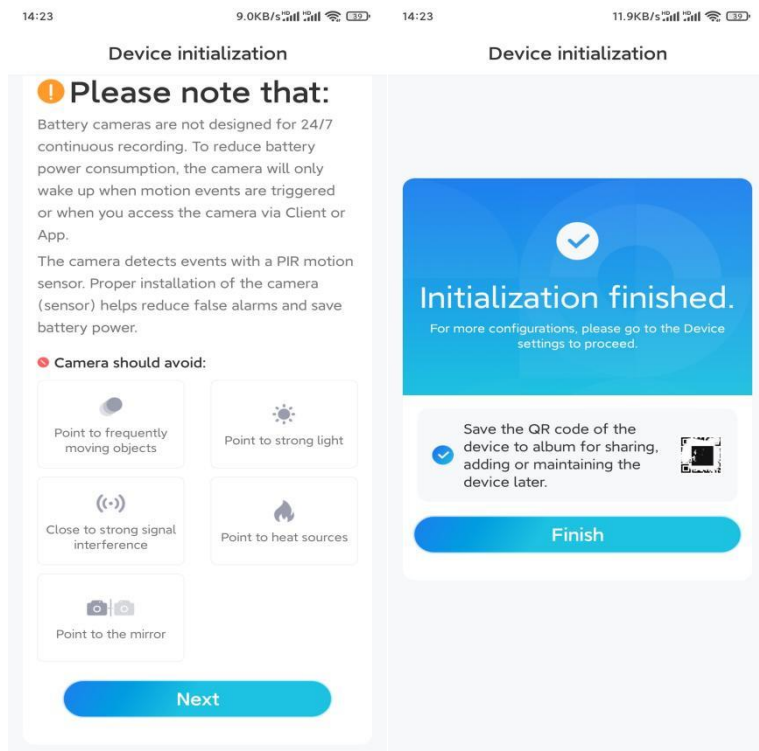 14:23
9.0KB/s
39
Device initialization
Please note that:
Battery cameras are not designed for 24/7
continuous recording. To reduce battery
power consumption, the camera will only
wake up when motion events are triggered
or when you access the camera via Client or
App.
The camera detects events with a PIR motion
sensor. Proper installation of the camera
(sensor) helps reduce false alarms and save
battery power.
Camera should avoid:
Point to frequently
moving objects
Point to strong light
Close to strong signal
interference
Point to heat sources
Point to the mirror
Next
14:23
11.9KB/s
39
Device initialization
Initialization finished.
For more configurations, please go to the Device
settings to proceed.
Save the QR code of the
device to album for sharing,
adding or maintaining the
device later.
Finish